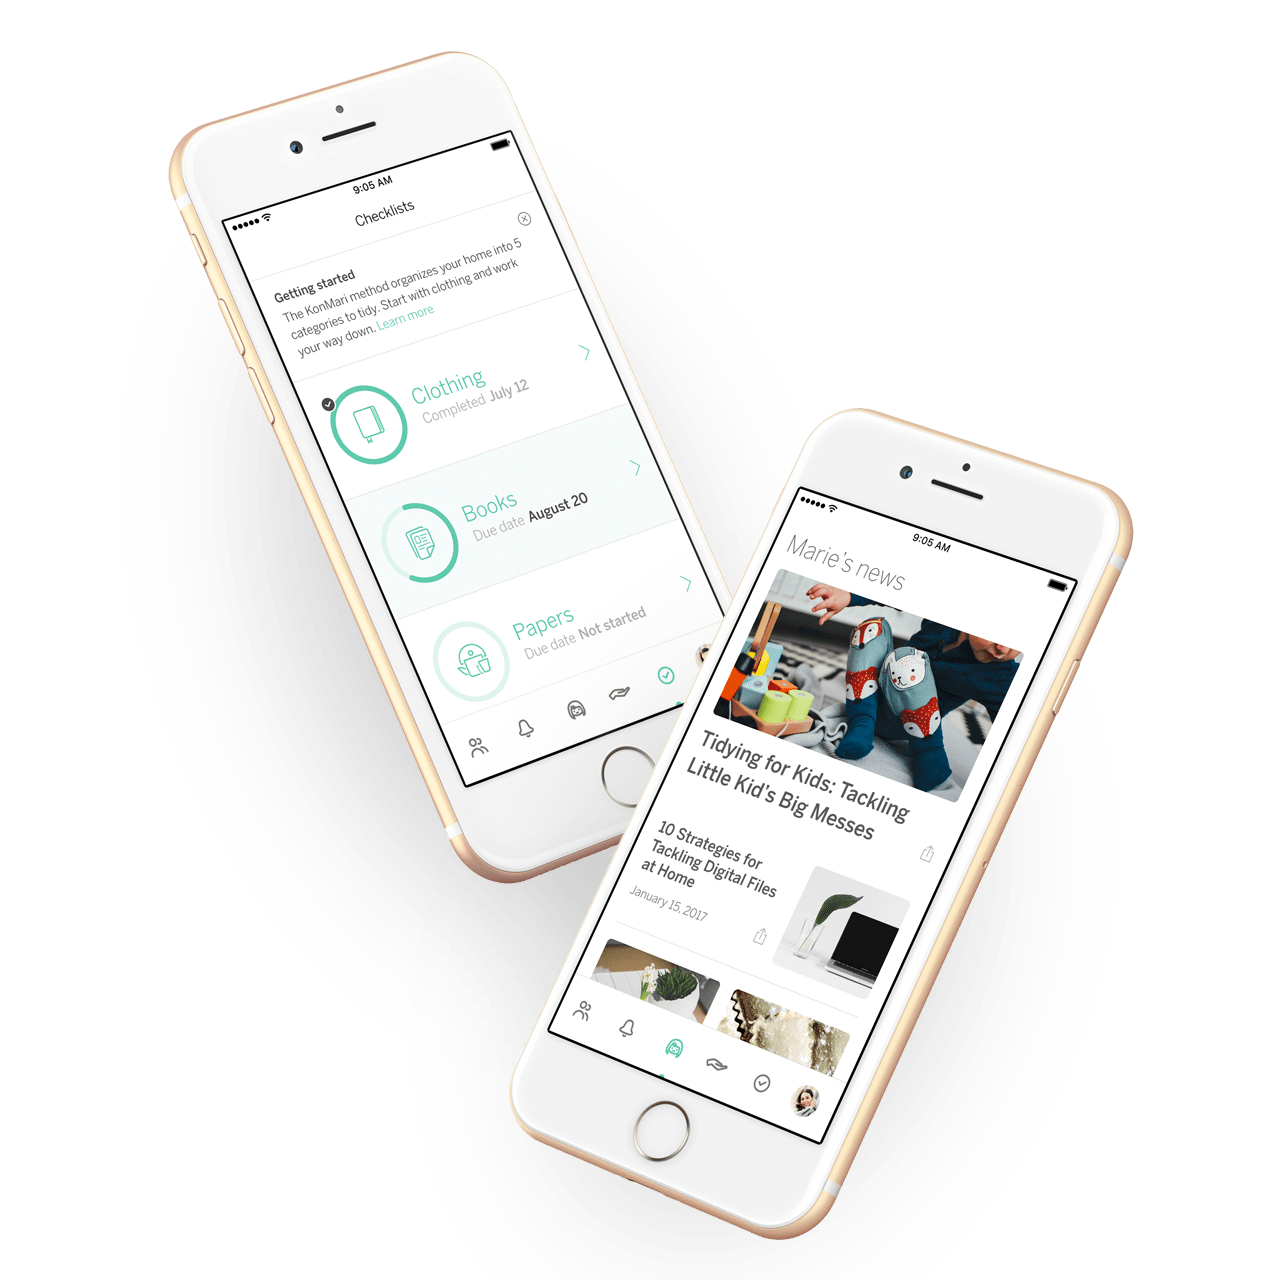 9:05 AM
Checklists
Getting started
The KonMari method organizes your home into 5
categories to tidy. Start with clothing and work
your way down. Learn more
Clothing
Completed July 12
Books
Due date August 20
Papers
Due date Not started
9:05 AM
Marie's news
Tidying for Kids: Tackling
Little Kid's Big Messes
10 Strategies for
Tackling Digital Files
at Home
January 15, 2017